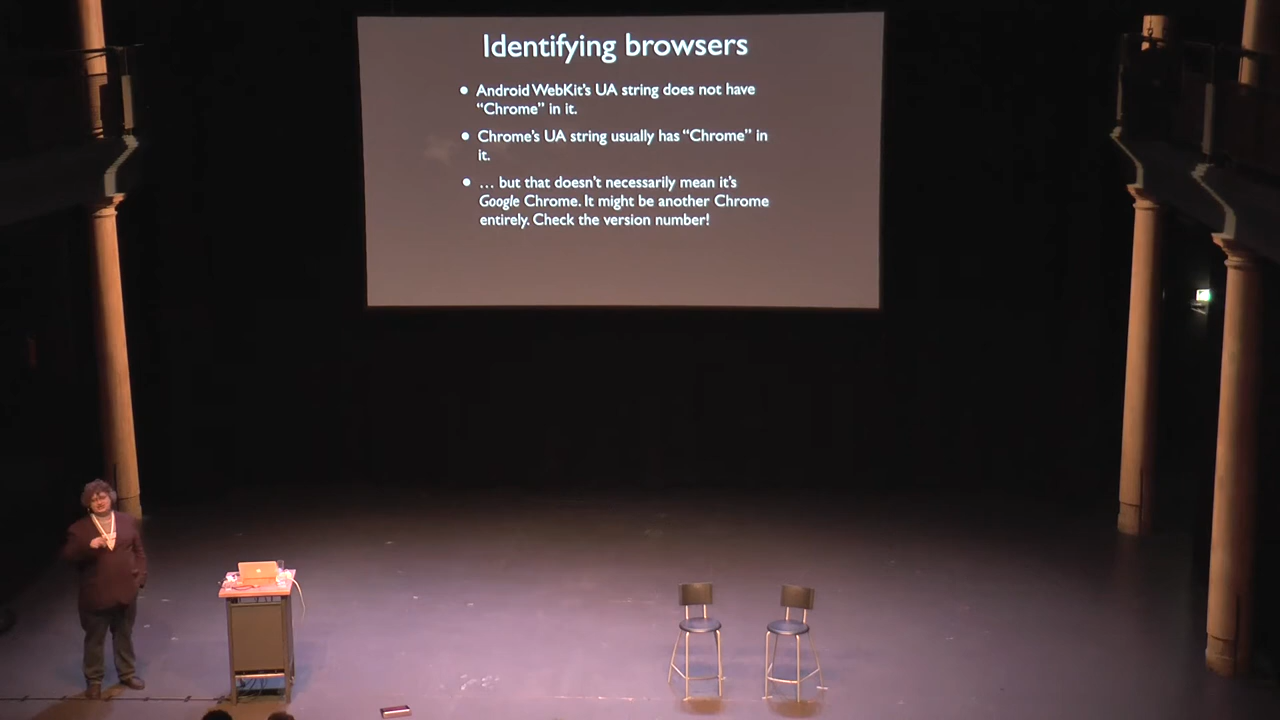 Identifying browsers
• Android WebKit's UA string does not have
“Chrome” in it.
• Chrome's UA string usually has “Chrome” in
it.
• … but that doesn't necessarily mean it's
Google Chrome. It might be another Chrome
entirely. Check the version number!